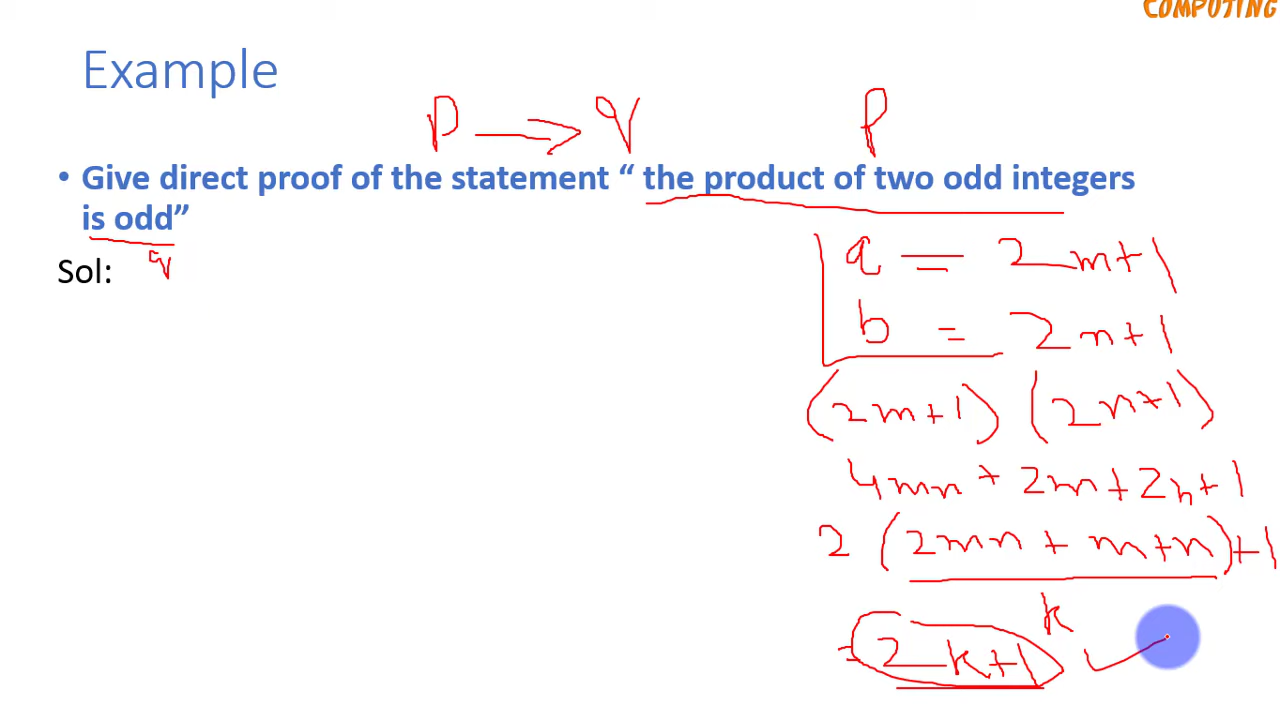 COMPUTING
Example
p → q
p
• Give direct proof of the statement “ the product of two odd integers
is odd”
q
Sol:
a = 2m+1
b = 2n+1
(2m+1) (2n+1)
4mn + 2m + 2n + 1
2 (2mn + m+n) +1
k
= 2k+1 ✓